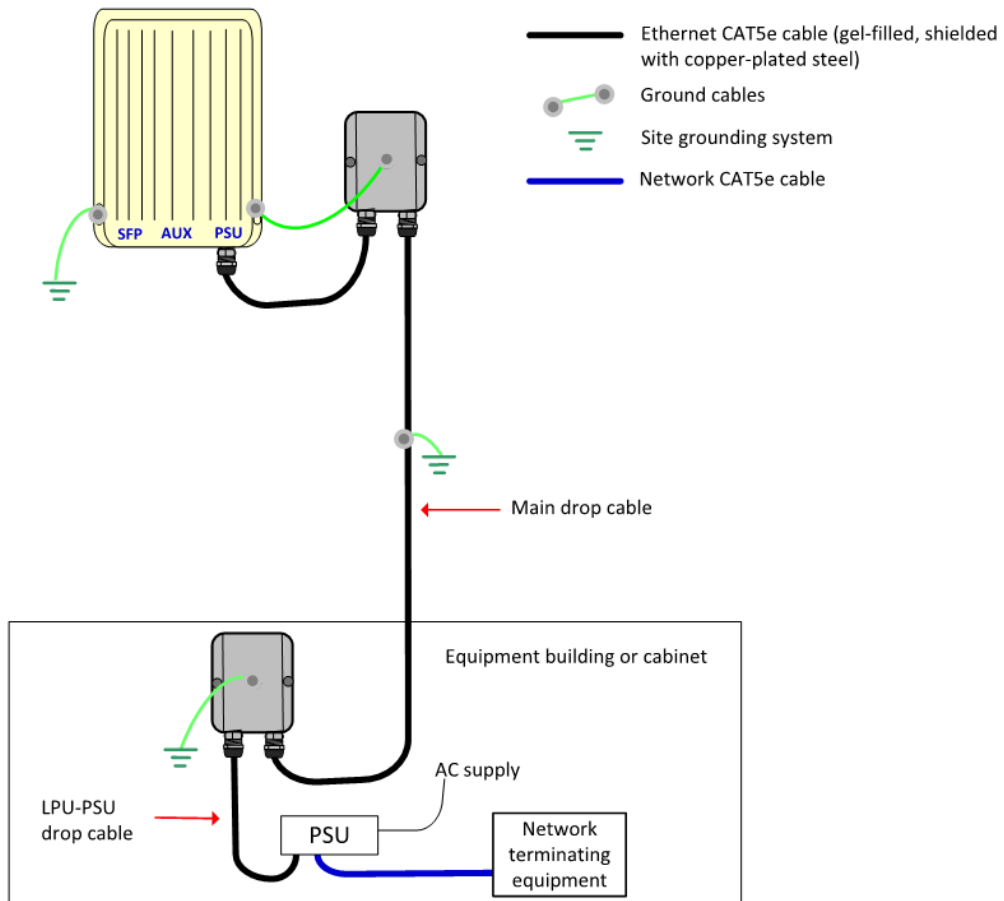 Ethernet CAT5e cable (gel-filled, shielded
with copper-plated steel)
Ground cables
Site grounding system
Network CAT5e cable
SFP AUX PSU
Main drop cable
Equipment building or cabinet
AC supply
LPU-PSU
drop cable
PSU
Network
terminating
equipment